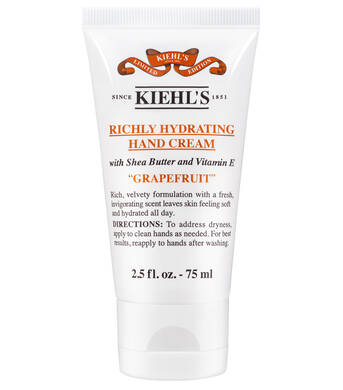 KIEHL'S
LIMITED EDITION
SINCE KIEHL'S 1851
RICHLY HYDRATING
HAND CREAM
with Shea Butter and Vitamin E
"GRAPEFRUIT"
Rich, velvety formulation with a fresh,
invigorating scent leaves skin feeling soft
and hydrated all day.
DIRECTIONS: To address dryness,
apply to clean hands as needed. For best
results, reapply to hands after washing.
2.5 fl. oz. - 75 ml